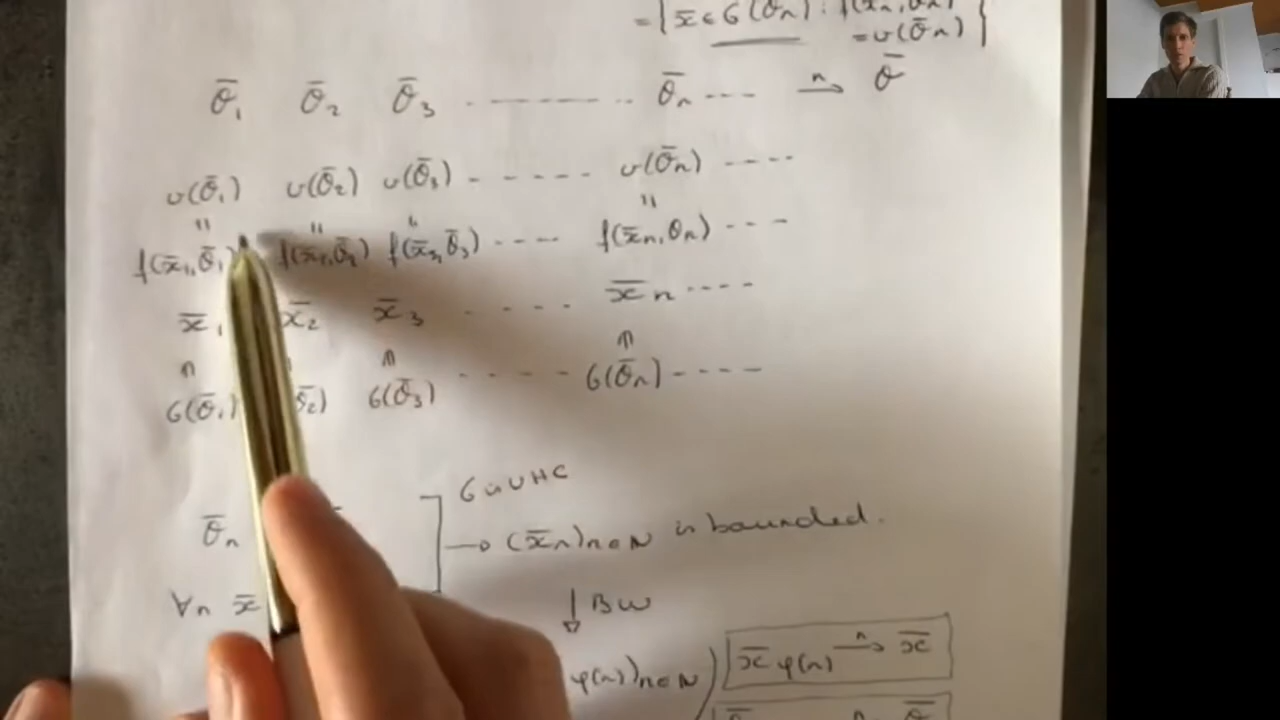 = { x̄ ∈ G(θ̄n) : f(x̄n, θ̄n)
= v(θ̄n) }
θ̄1 θ̄2 θ̄3 - ------- .. θ̄n --- —n→ θ̄
v(θ̄1) v(θ̄2) v(θ̄3) - - - - - - v(θ̄n) ----
" " " "
f(x̄1, θ̄1) f(x̄2, θ̄2) f(x̄3, θ̄3) ---- f(x̄n, θn) ---
x̄1 x̄2 x̄3 - - - - x̄n ----
∩ ∩ ∩
G(θ̄1) θ̄2) G(θ̄3) ----- G(θ̄n) ----
G is UHC
θ̄n → (x̄n)n∈N is bounded.
∀n x̄ ↓ BW
φ(n))n∈N x̄φ(n) —n→ x̄
n θ̄